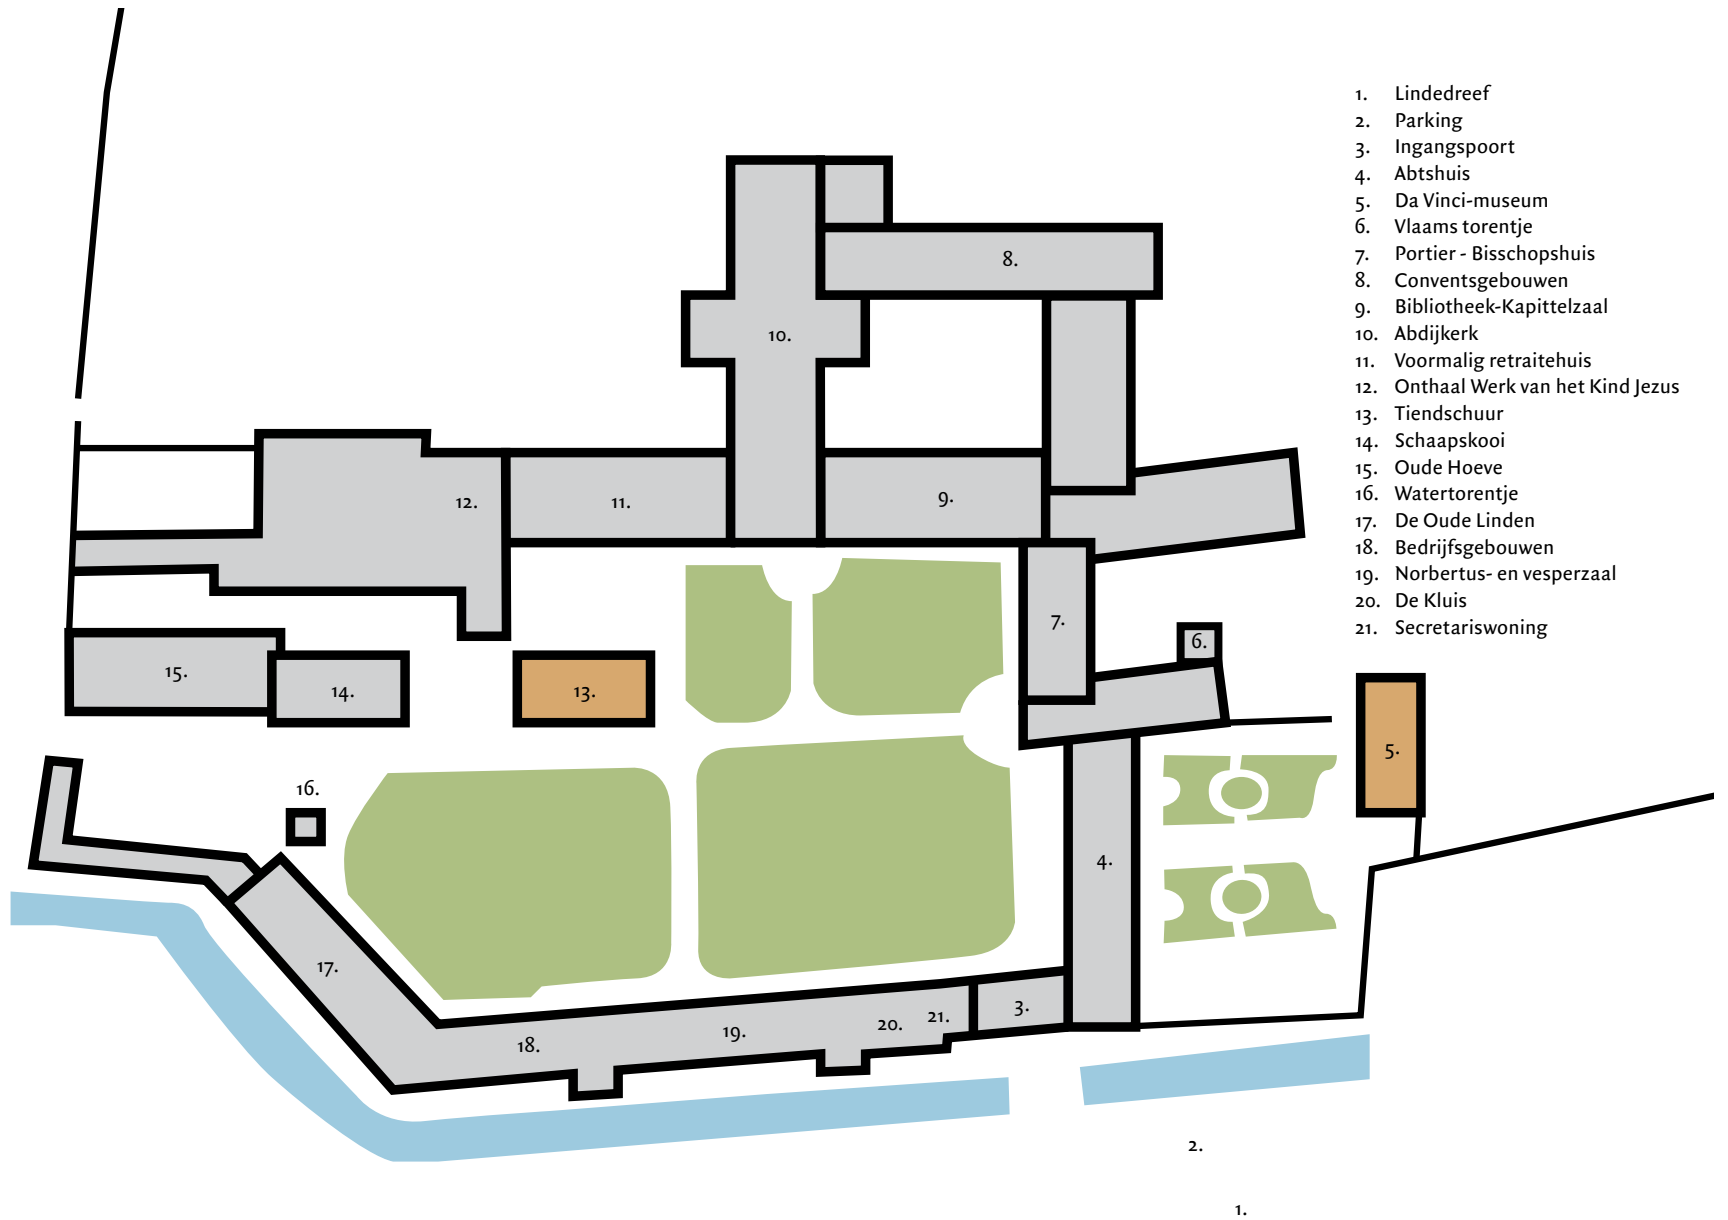 1. Lindedreef
2. Parking
3. Ingangspoort
4. Abtshuis
5. Da Vinci-museum
6. Vlaams torentje
7. Portier - Bisschopshuis
8. Conventsgebouwen
9. Bibliotheek-Kapittelzaal
10. Abdijkerk
11. Voormalig retraitehuis
12. Onthaal Werk van het Kind Jezus
13. Tiendschuur
14. Schaapskooi
15. Oude Hoeve
16. Watertorentje
17. De Oude Linden
18. Bedrijfsgebouwen
19. Norbertus- en vesperzaal
20. De Kluis
21. Secretariswoning
8.
10.
12.
11.
9.
7.
6.
15.
14.
13.
5.
16.
4.
17.
3.
21.
20.
19.
18.
2.
1.